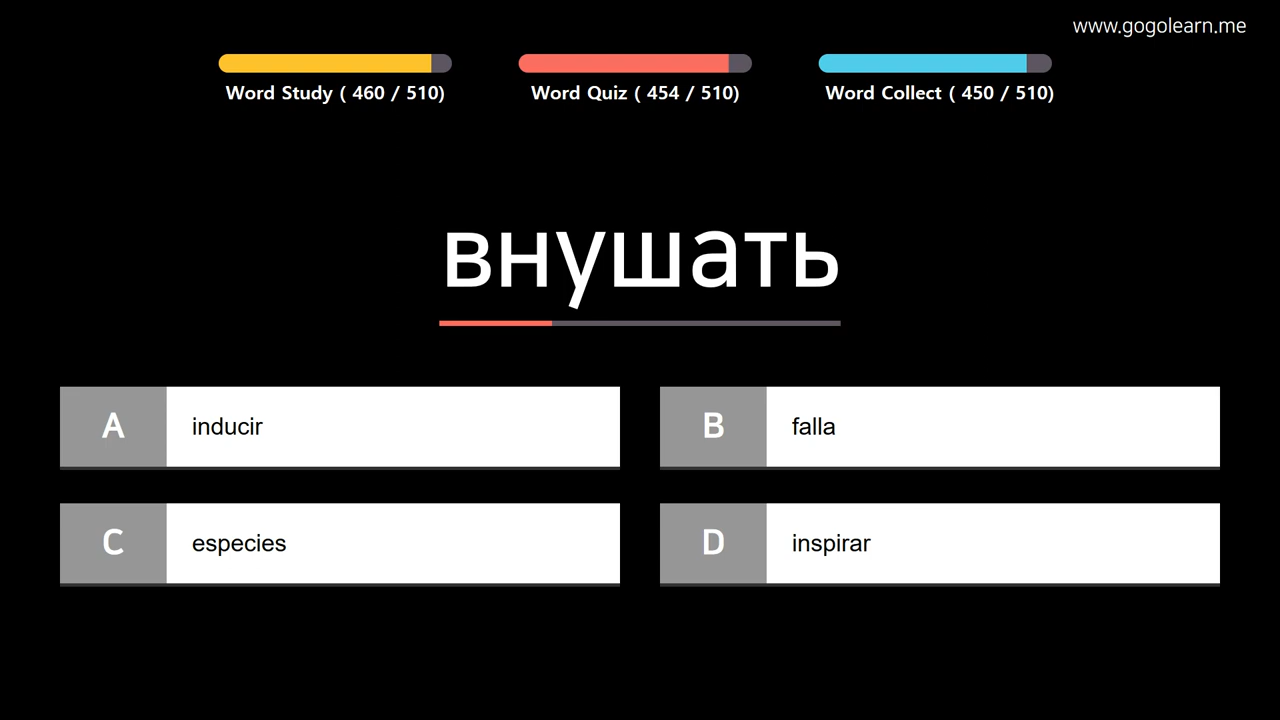 www.gogolearn.me
Word Study ( 460 / 510)
Word Quiz ( 454 / 510)
Word Collect ( 450 / 510)
внушать
A inducir
B falla
C especies
D inspirar